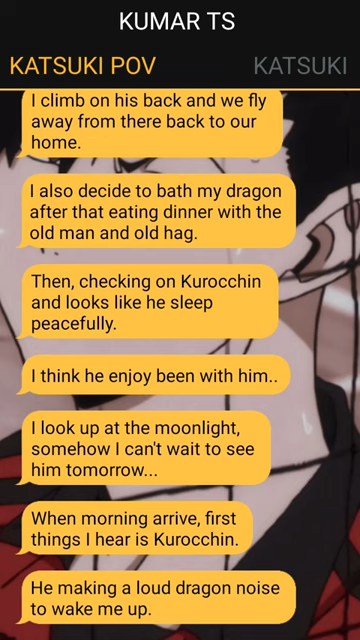 KUMAR TS
KATSUKI POV
KATSUKI
I climb on his back and we fly
away from there back to our
home.
I also decide to bath my dragon
after that eating dinner with the
old man and old hag.
Then, checking on Kurocchin
and looks like he sleep
peacefully.
I think he enjoy been with him..
I look up at the moonlight,
somehow I can't wait to see
him tomorrow...
When morning arrive, first
things I hear is Kurocchin.
He making a loud dragon noise
to wake me up.